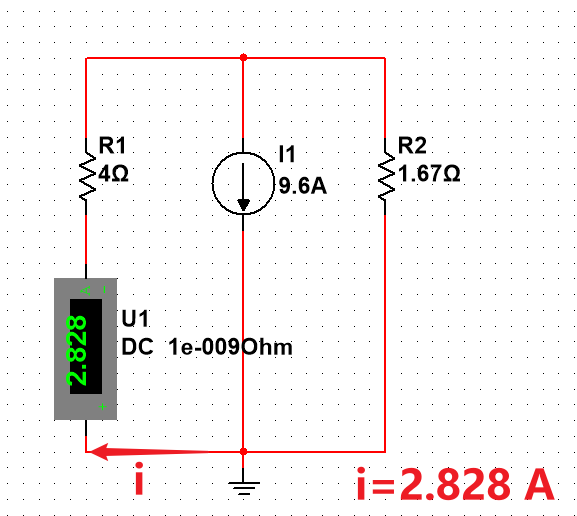 R1
4Ω
I1
9.6A
R2
1.67Ω
A
−
2.828
+
U1
DC 1e-009Ohm
i
i=2.828 A